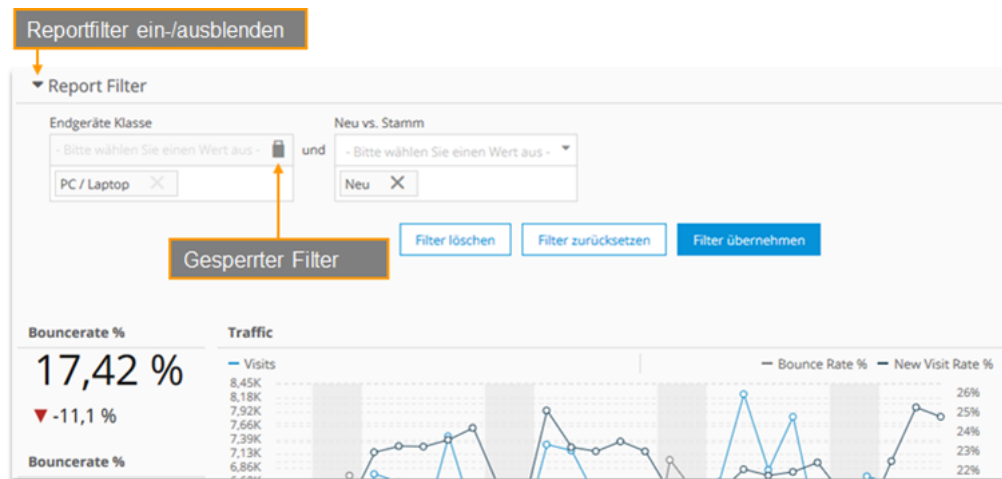 Reportfilter ein-/ausblenden
Report Filter
Endgeräte Klasse
Neu vs. Stamm
- Bitte wählen Sie einen Wert aus -
und
- Bitte wählen Sie einen Wert aus -
PC / Laptop
Neu
Filter löschen
Filter zurücksetzen
Filter übernehmen
Gesperrter Filter
Bouncerate %
Traffic
17,42 %
Visits
Bounce Rate %
New Visit Rate %
8,45K
8,18K
7,92K
7,66K
7,39K
7,13K
6,86K
26%
25%
24%
23%
22%
-11,1 %
Bouncerate %